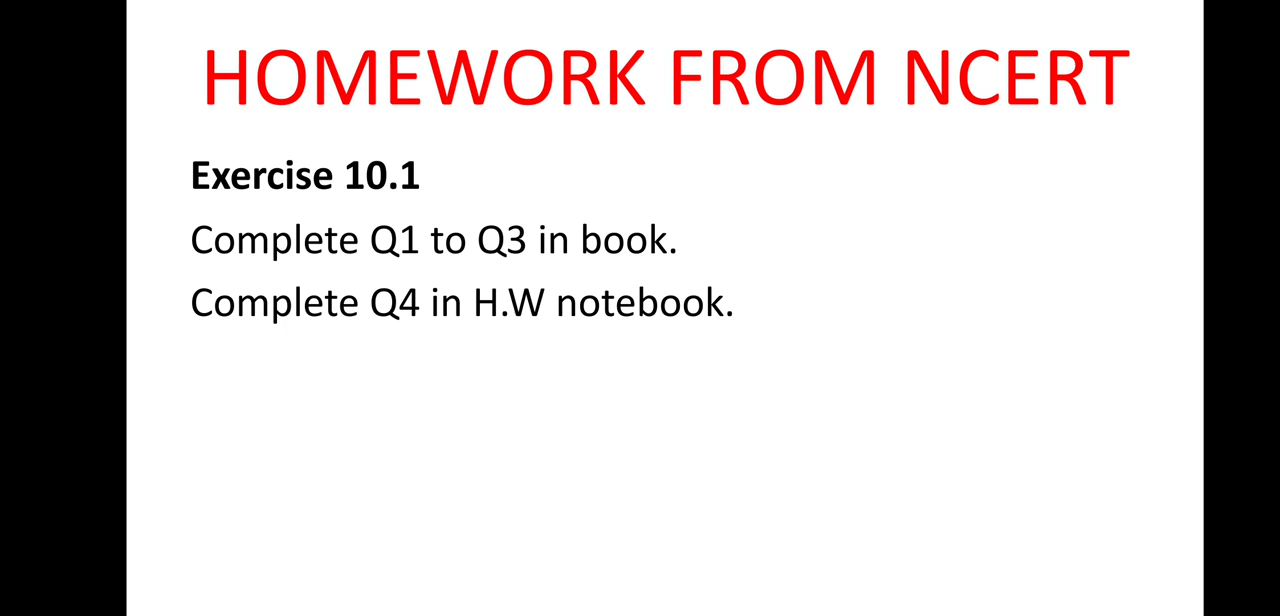 HOMEWORK FROM NCERT
Exercise 10.1
Complete Q1 to Q3 in book.
Complete Q4 in H.W notebook.